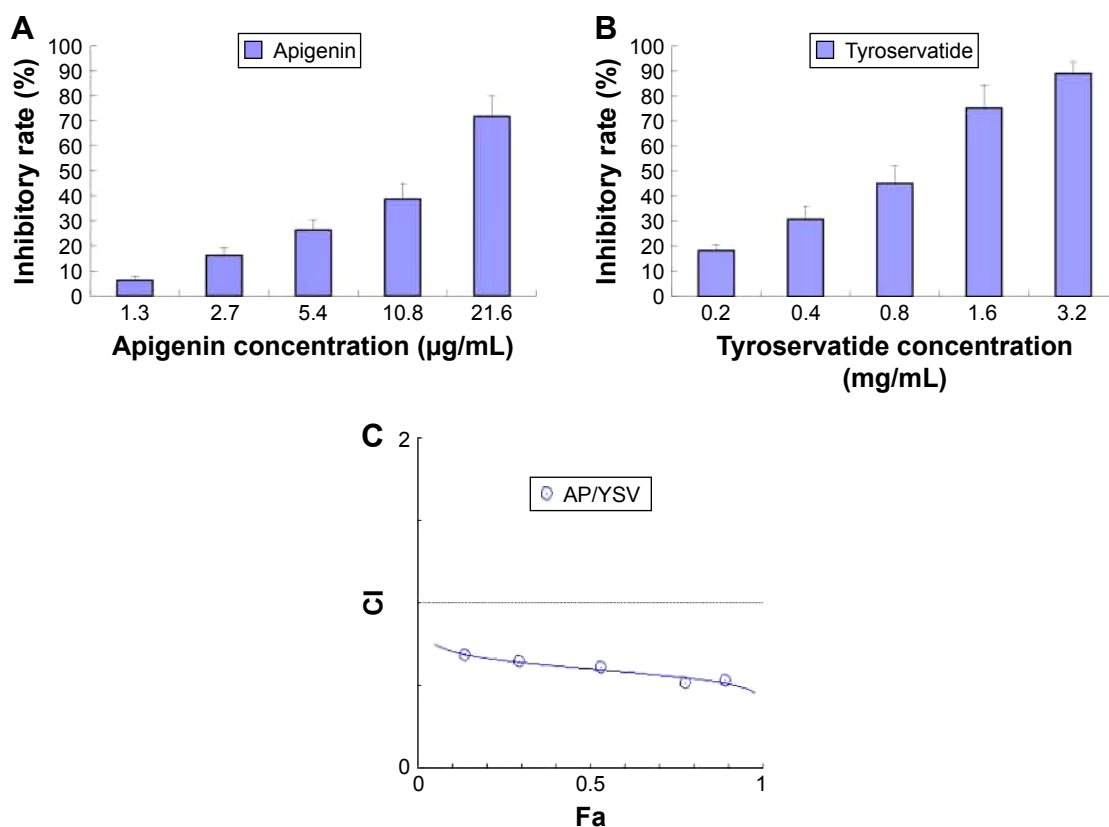 A
Apigenin
Inhibitory rate (%)
100
90
80
70
60
50
40
30
20
10
0
1.3 2.7 5.4 10.8 21.6
Apigenin concentration (µg/mL)
B
Tyroservatide
Inhibitory rate (%)
100
90
80
70
60
50
40
30
20
10
0
0.2 0.4 0.8 1.6 3.2
Tyroservatide concentration
(mg/mL)
C
2
AP/YSV
CI
0
0 0.5 1
Fa